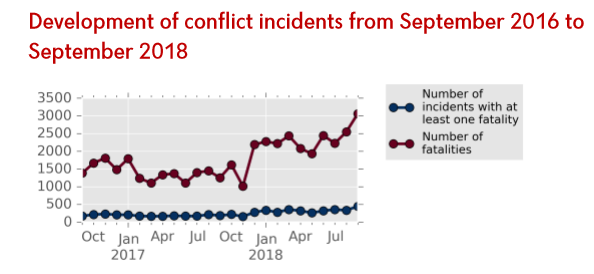 Development of conflict incidents from September 2016 to
September 2018
3500
3000
2500
2000
1500
1000
500
0
Oct Jan Apr Jul Oct Jan Apr Jul
2017 2018
Number of
incidents with at
least one fatality
Number of
fatalities